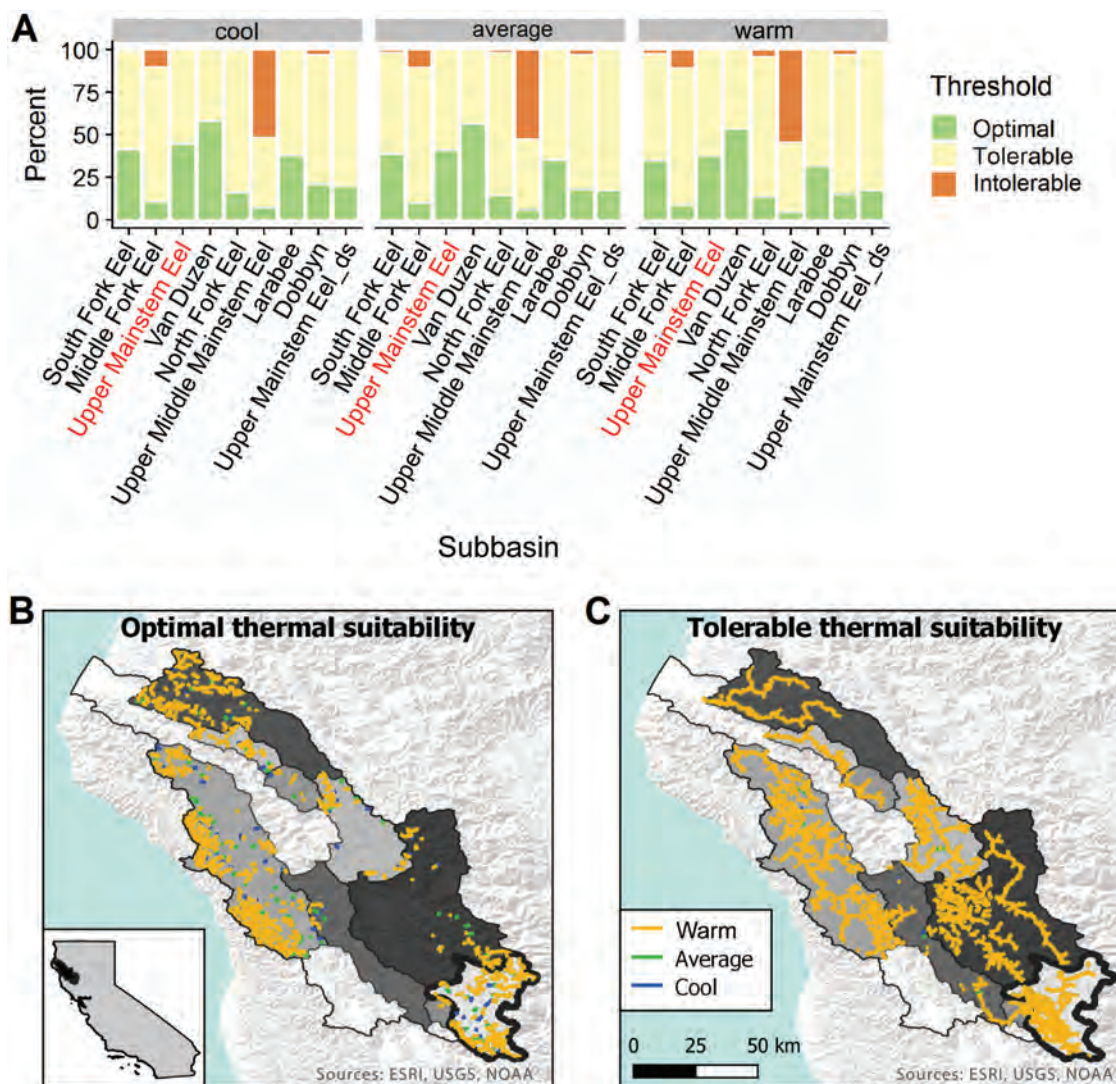 A
cool
average
warm
100
75
50
25
0
Percent
South Fork Eel
Middle Fork Eel
Upper Mainstem Eel
Van Duzen
North Fork Eel
Upper Middle Mainstem Eel
Larabee
Dobbyn
Upper Mainstem Eel_ds
South Fork Eel
Middle Fork Eel
Upper Mainstem Eel
Van Duzen
North Fork Eel
Upper Middle Mainstem Eel
Larabee
Dobbyn
Upper Mainstem Eel_ds
South Fork Eel
Middle Fork Eel
Upper Mainstem Eel
Van Duzen
North Fork Eel
Upper Middle Mainstem Eel
Larabee
Dobbyn
Upper Mainstem Eel_ds
Subbasin
Threshold
Optimal
Tolerable
Intolerable
B
Optimal thermal suitability
Sources: ESRI, USGS, NOAA
C
Tolerable thermal suitability
Warm
Average
Cool
0 25 50 km
Sources: ESRI, USGS, NOAA